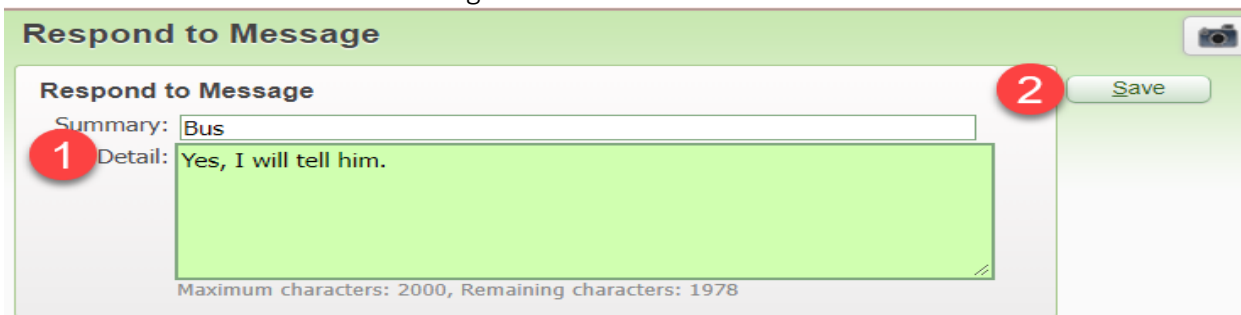 Respond to Message
Respond to Message
2 Save
Summary: Bus
1 Detail: Yes, I will tell him.
Maximum characters: 2000, Remaining characters: 1978